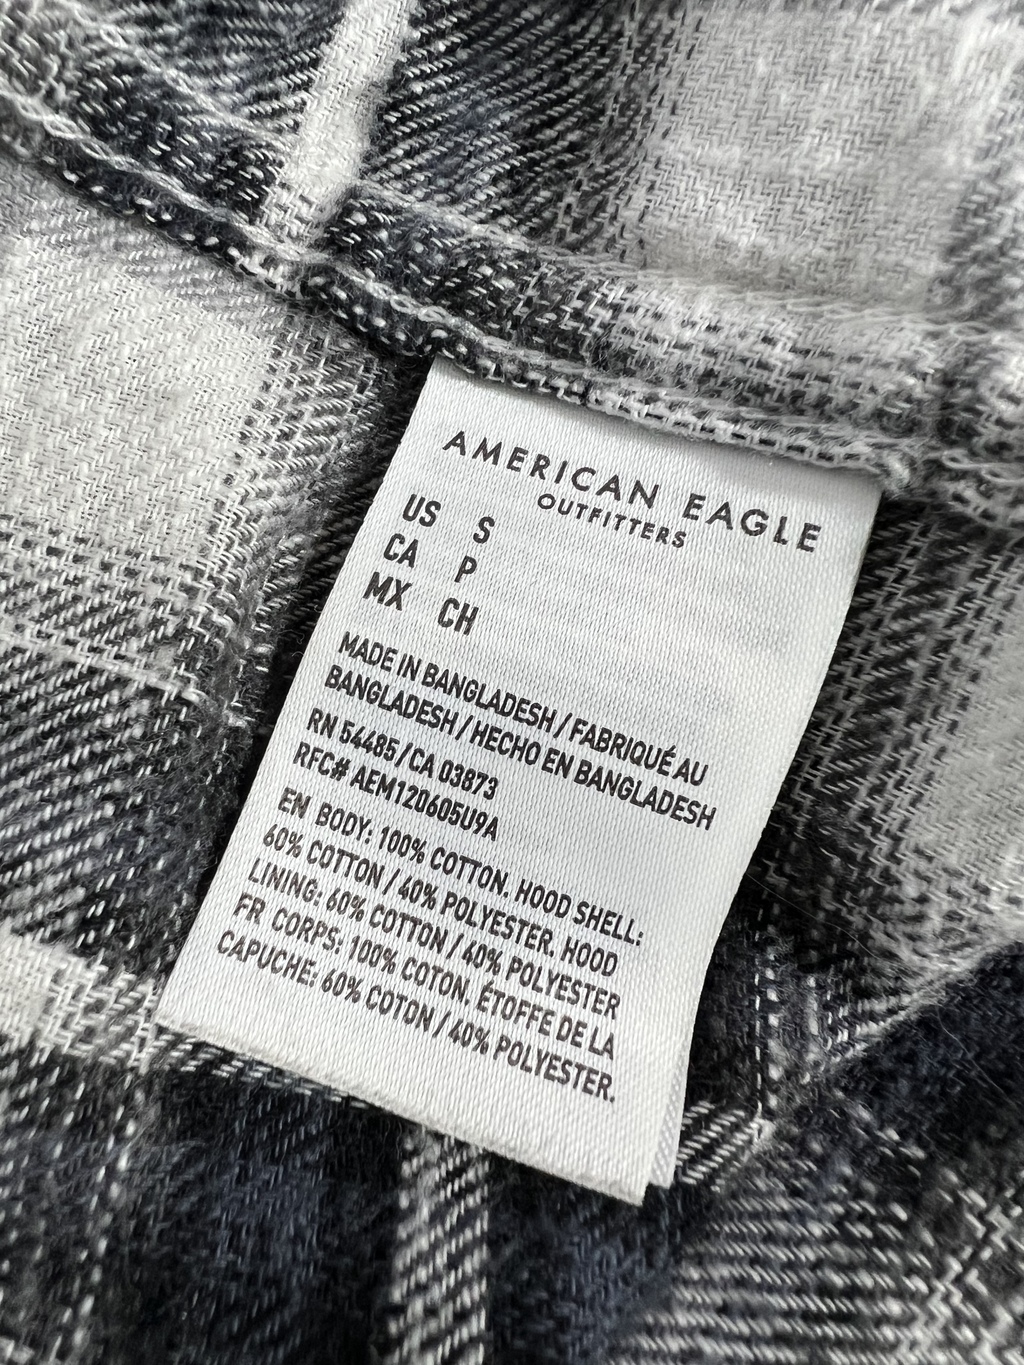 AMERICAN EAGLE
OUTFITTERS
US S
CA P
MX CH
MADE IN BANGLADESH / FABRIQUÉ AU
BANGLADESH / HECHO EN BANGLADESH
RN 54485 / CA 03873
RFC# AEM120605U9A
EN BODY: 100% COTTON. HOOD SHELL:
60% COTTON / 40% POLYESTER. HOOD
LINING: 60% COTTON / 40% POLYESTER
FR CORPS: 100% COTON. ÉTOFFE DE LA
CAPUCHE: 60% COTON / 40% POLYESTER.